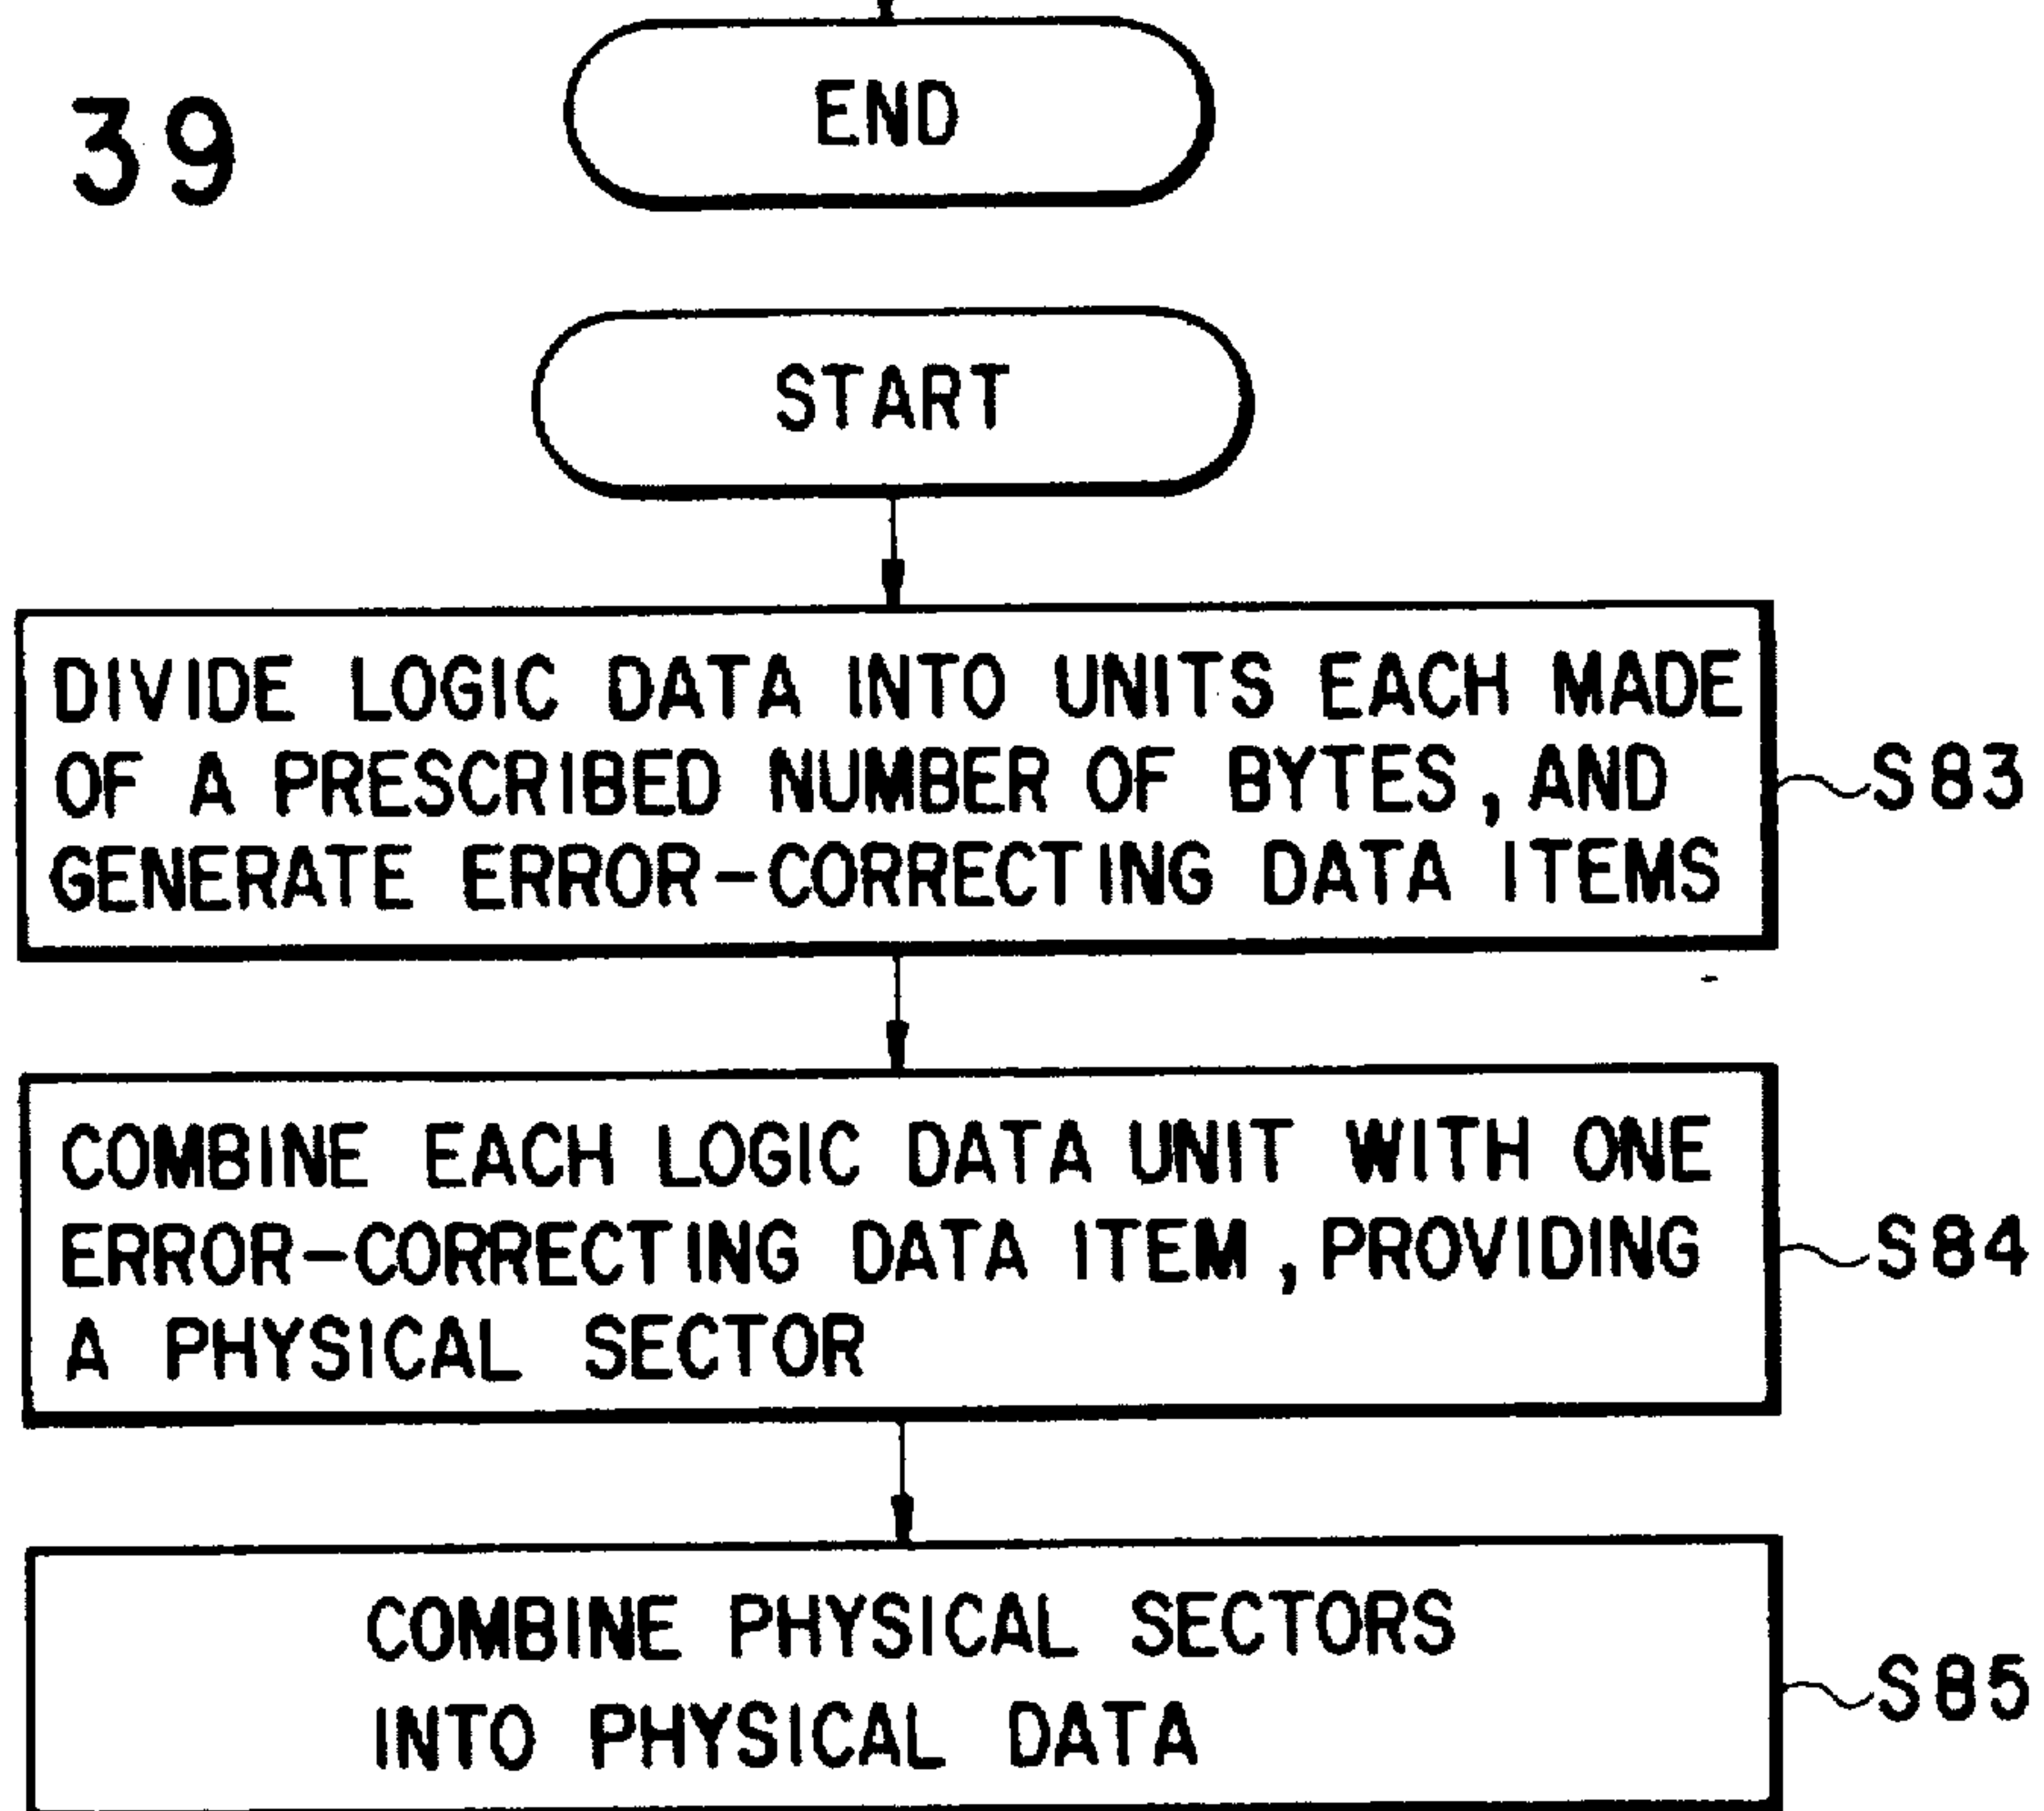 39
END
START
DIVIDE LOGIC DATA INTO UNITS EACH MADE
OF A PRESCRIBED NUMBER OF BYTES, AND
GENERATE ERROR-CORRECTING DATA ITEMS
S83
COMBINE EACH LOGIC DATA UNIT WITH ONE
ERROR-CORRECTING DATA ITEM, PROVIDING
A PHYSICAL SECTOR
S84
COMBINE PHYSICAL SECTORS
INTO PHYSICAL DATA
S85